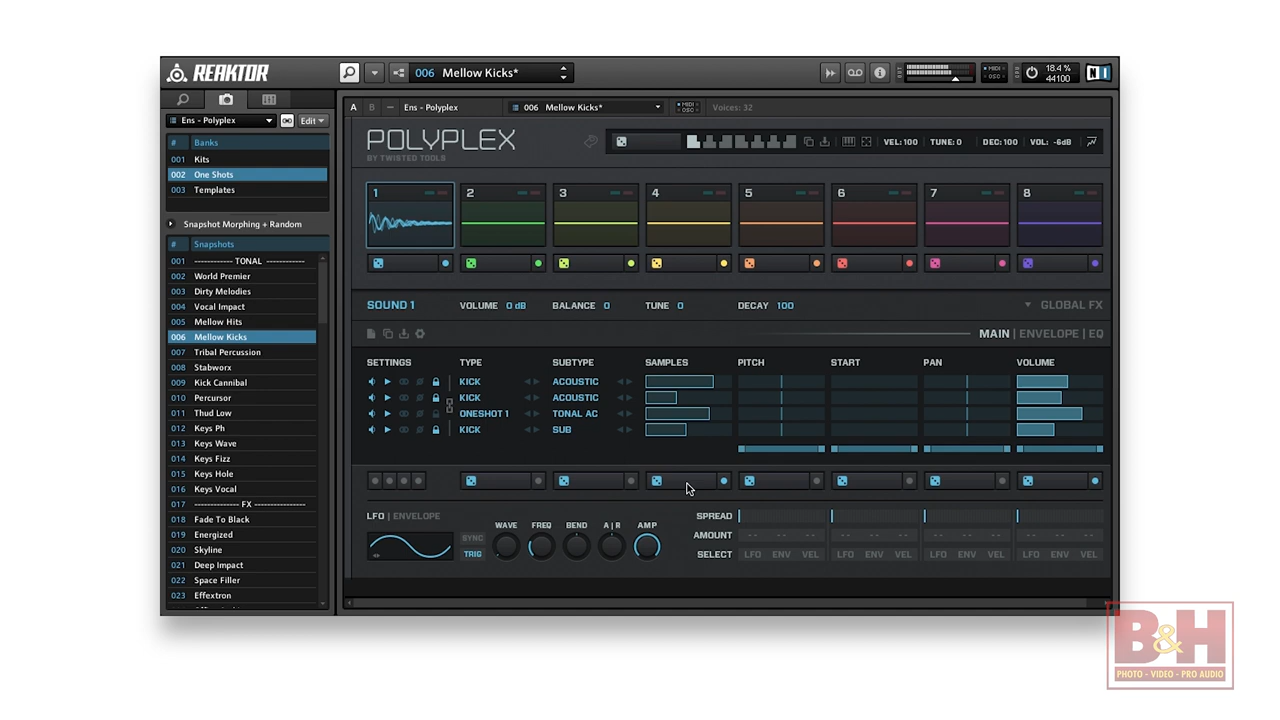 REAKTOR
006 Mellow Kicks*
MIDI
OSC
18.4 %
44100
NI
Ens - Polyplex
Edit
A B
Ens - Polyplex
006 Mellow Kicks*
MIDI
OSC
Voices: 32
# Banks
001 Kits
002 One Shots
003 Templates
Snapshot Morphing + Random
# Snapshots
001 ------------ TONAL ------------
002 World Premier
003 Dirty Melodies
004 Vocal Impact
005 Mellow Hits
006 Mellow Kicks
007 Tribal Percussion
008 Stabworx
009 Kick Cannibal
010 Percursor
011 Thud Low
012 Keys Ph
013 Keys Wave
014 Keys Fizz
015 Keys Hole
016 Keys Vocal
017 -------------- FX --------------
018 Fade To Black
019 Energized
020 Skyline
021 Deep Impact
022 Space Filler
023 Effextron
POLYPLEX
BY TWISTED TOOLS
VEL: 100 TUNE: 0 DEC: 100 VOL: -6dB
1 2 3 4 5 6 7 8
SOUND 1 VOLUME 0 dB BALANCE 0 TUNE 0 DECAY 100 GLOBAL FX
MAIN | ENVELOPE | EQ
SETTINGS TYPE SUBTYPE SAMPLES PITCH START PAN VOLUME
KICK ACOUSTIC
KICK ACOUSTIC
ONESHOT 1 TONAL AC
KICK SUB
LFO | ENVELOPE
SYNC
TRIG
WAVE FREQ BEND A | R AMP
SPREAD
AMOUNT -- -- -- -- -- -- -- -- -- -- -- --
SELECT LFO ENV VEL LFO ENV VEL LFO ENV VEL LFO ENV VEL
B&H
PHOTO - VIDEO - PRO AUDIO